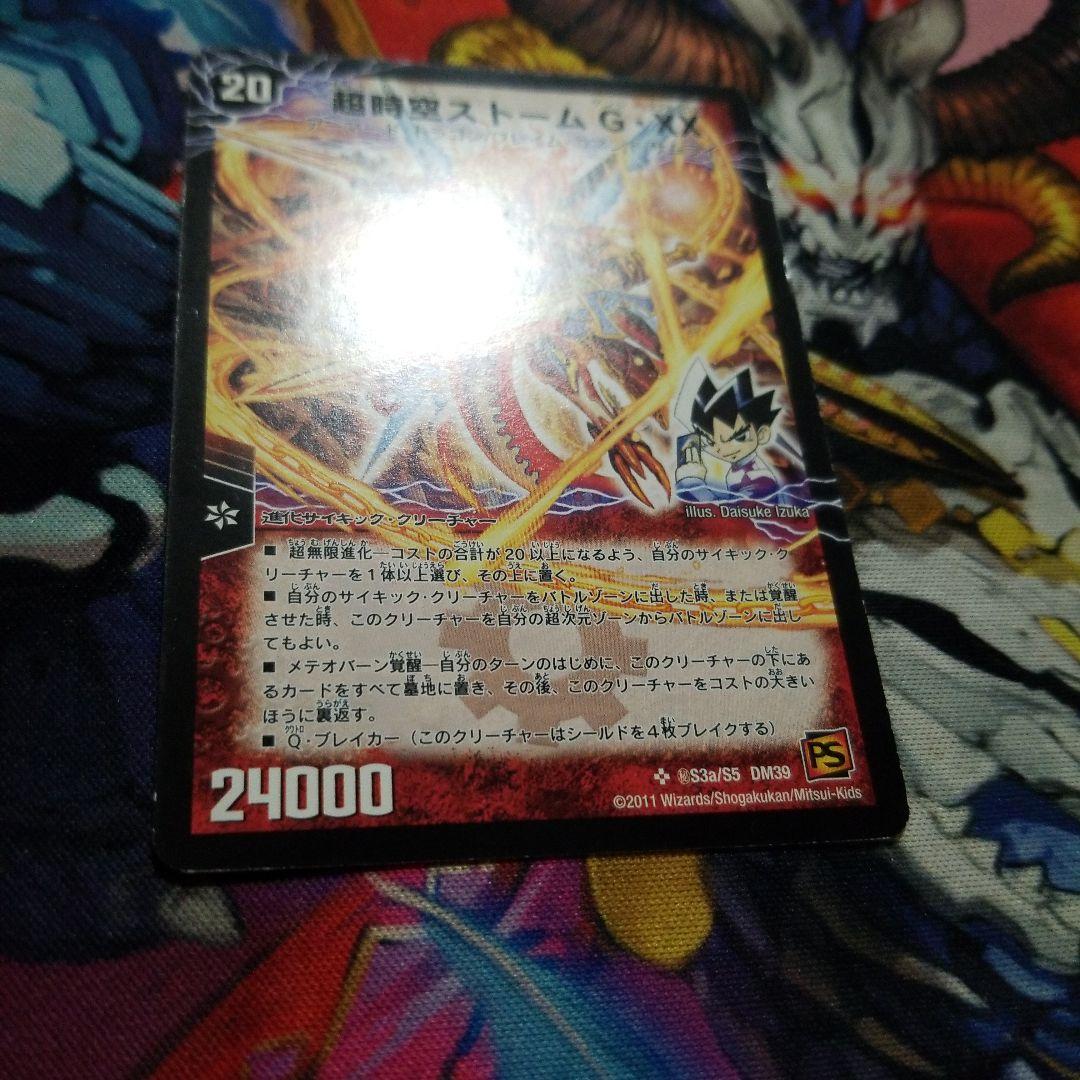 20
超時空ストーム G・XX
illus. Daisuke Izuka
進化サイキック・クリーチャー
■ 超無限進化―コストの合計が20以上になるよう、自分のサイキック・ク
リーチャーを1体以上選び、その上に置く。
■ 自分のサイキック・クリーチャーをバトルゾーンに出した時、または覚醒
させた時、このクリーチャーを自分の超次元ゾーンからバトルゾーンに出し
てもよい。
■ メテオバーン覚醒―自分のターンのはじめに、このクリーチャーの下にあ
るカードをすべて墓地に置き、その後、このクリーチャーをコストの大きい
ほうに裏返す。
■ Q・ブレイカー（このクリーチャーはシールドを4枚ブレイクする）
PS
24000
㊙S3a/S5 DM39
©2011 Wizards/Shogakukan/Mitsui-Kids